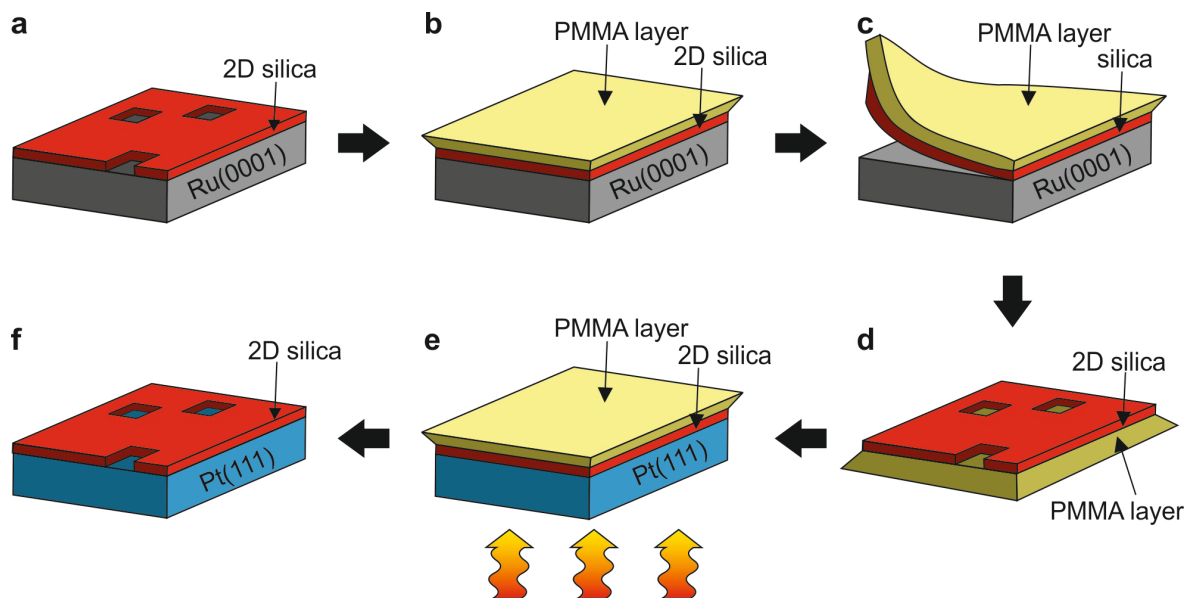 a
2D silica
Ru(0001)
b
PMMA layer
2D silica
Ru(0001)
c
PMMA layer
silica
Ru(0001)
f
2D silica
Pt(111)
e
PMMA layer
2D silica
Pt(111)
d
2D silica
PMMA layer